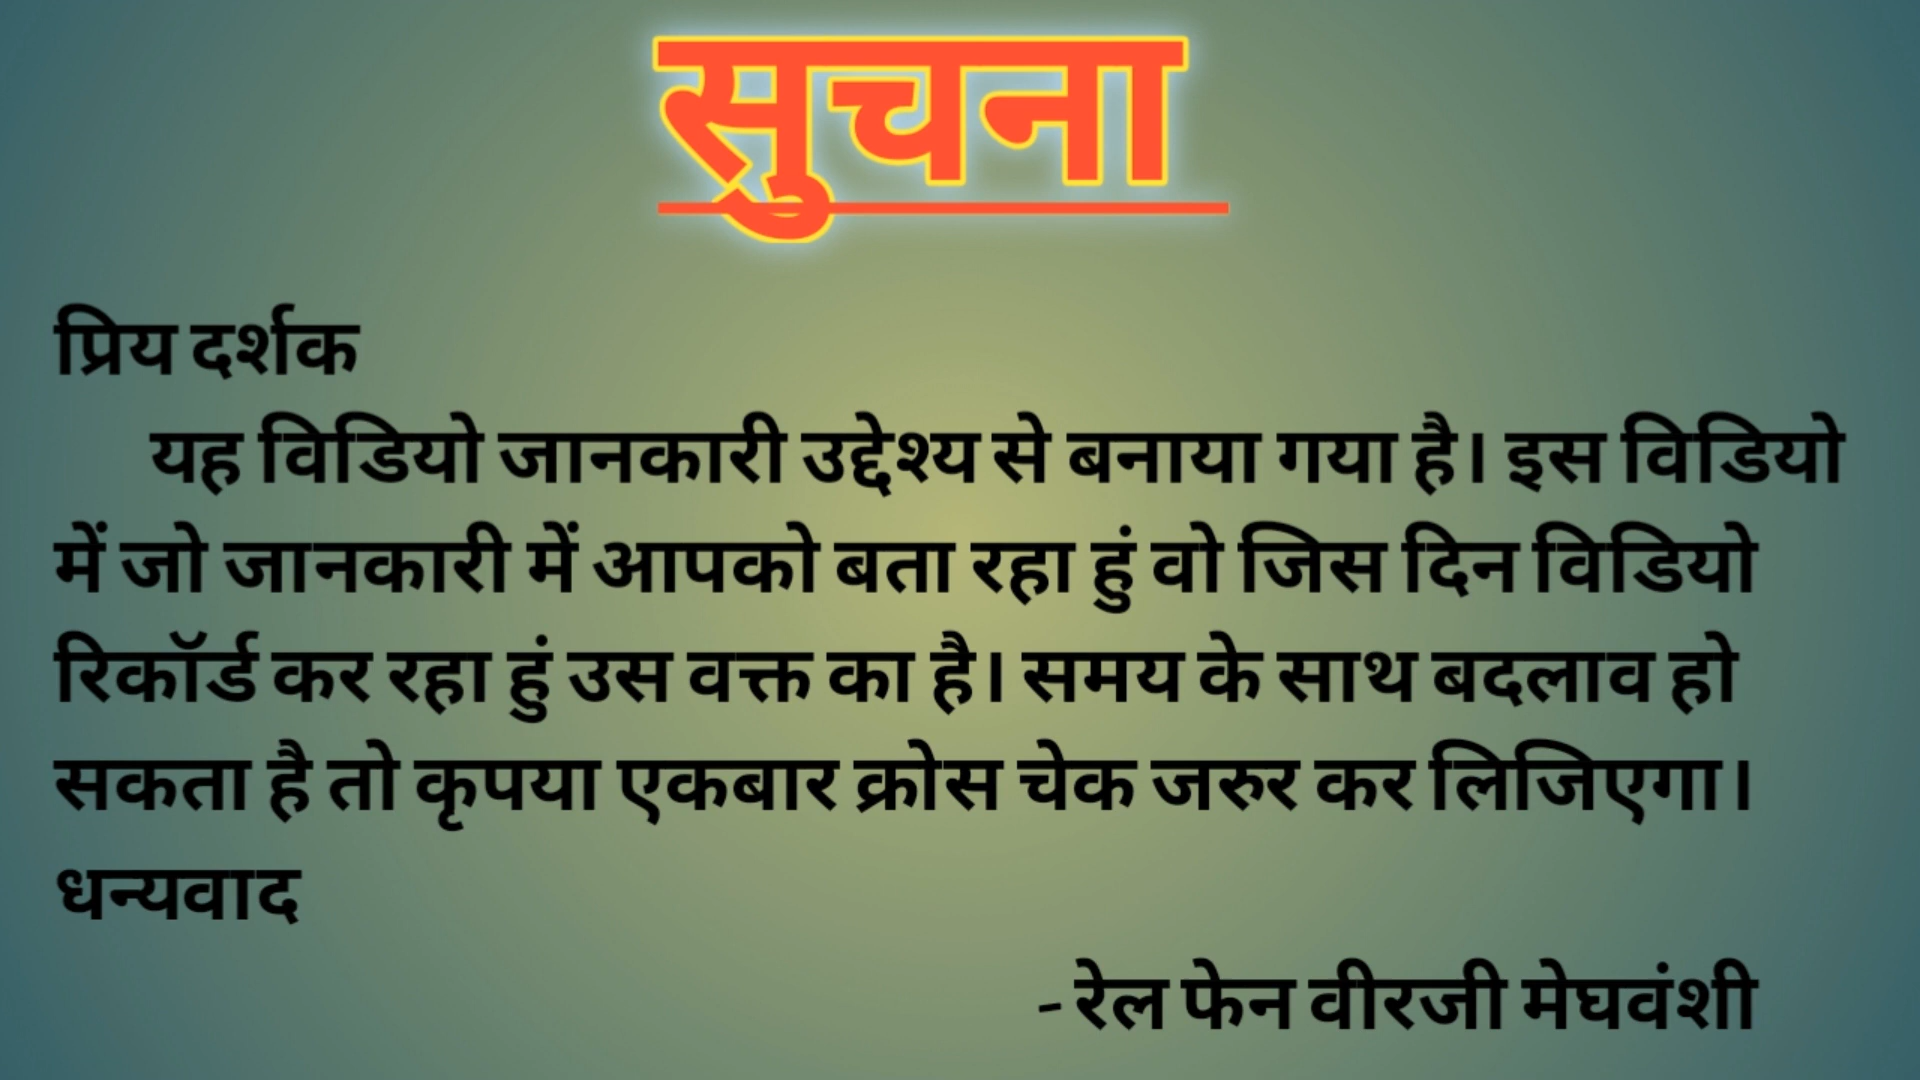 सुचना
प्रिय दर्शक
यह विडियो जानकारी उद्देश्य से बनाया गया है। इस विडियो
में जो जानकारी में आपको बता रहा हुं वो जिस दिन विडियो
रिकॉर्ड कर रहा हुं उस वक्त का है। समय के साथ बदलाव हो
सकता है तो कृपया एकबार क्रोस चेक जरुर कर लिजिएगा।
धन्यवाद
- रेल फेन वीरजी मेघवंशी